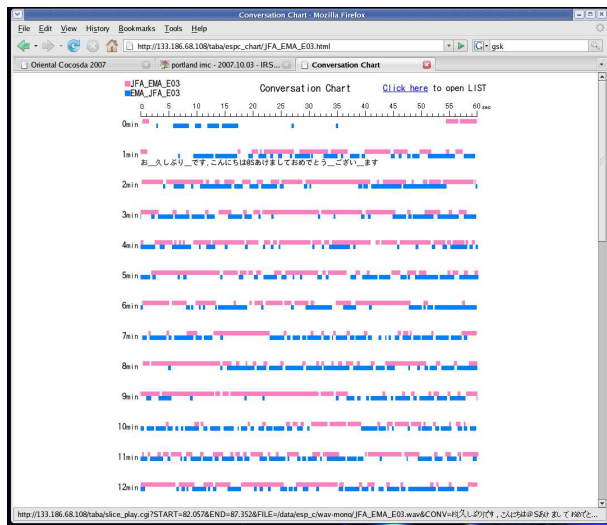 Conversation Chart - Mozilla Firefox
File Edit View History Bookmarks Tools Help
http://133.186.68.108/taba/espc_chart/JFA_EMA_E03.html
G gsk
Oriental Cocosda 2007
portland imc - 2007.10.03 - IRS...
Conversation Chart
JFA_EMA_E03
EMA_JFA_E03
Conversation Chart
Click here to open LIST
0 5 10 15 20 25 30 35 40 45 50 55 60 sec
0min
1min
お__久しぶり__です,こんにちは@Sあけましておめでとう__ござい__ます
2min
3min
4min
5min
6min
7min
8min
9min
10min
11min
12min
http://133.186.68.108/taba/slice_play.cgi?START=82.057&END=87.352&FILE=/data/esp_c/wav-mono/JFA_EMA_E03.wav&CONV=